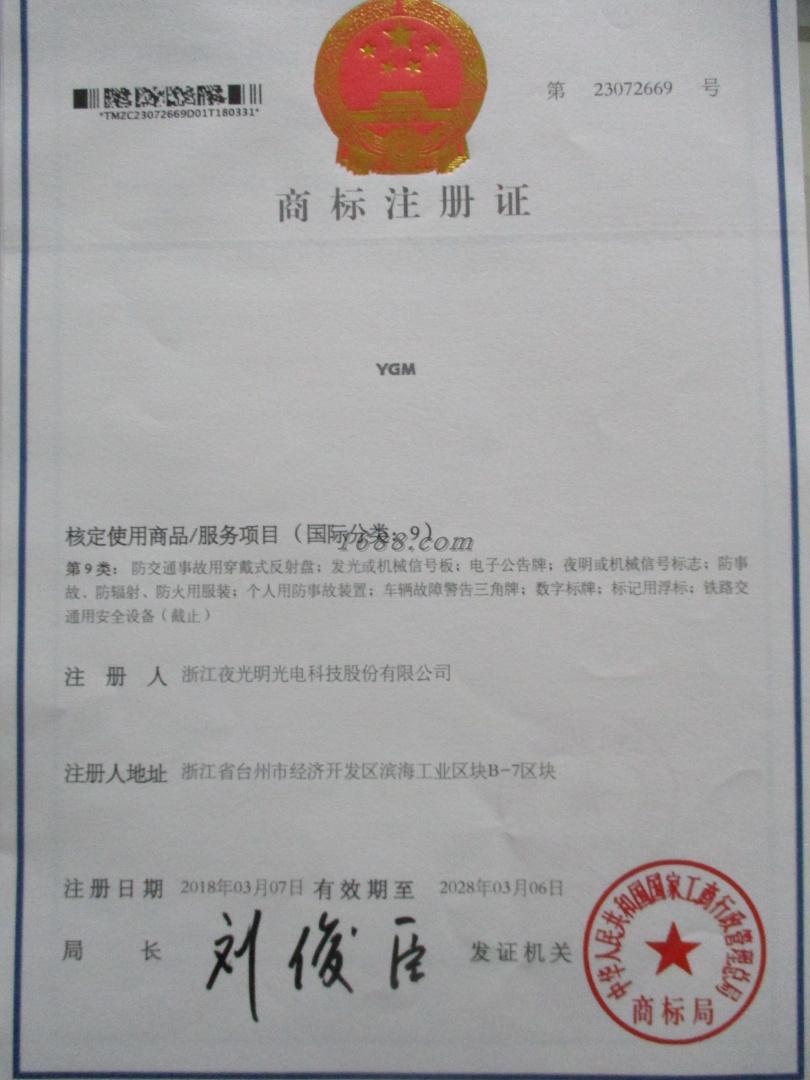 第 23072669 号
*TMZC23072669D01T180331*
商标注册证
YGM
核定使用商品/服务项目（国际分类：9）
1688.com
第9类：防交通事故用穿戴式反射盘；发光或机械信号板；电子公告牌；夜明或机械信号标志；防事
故、防辐射、防火用服装；个人用防事故装置；车辆故障警告三角牌；数字标牌；标记用浮标；铁路交
通用安全设备（截止）
注 册 人 浙江夜光明光电科技股份有限公司
注册人地址 浙江省台州市经济开发区滨海工业区块B-7区块
注册日期 2018年03月07日 有效期至 2028年03月06日
局 长 刘俊臣 发证机关
中华人民共和国国家工商行政管理总局
商标局